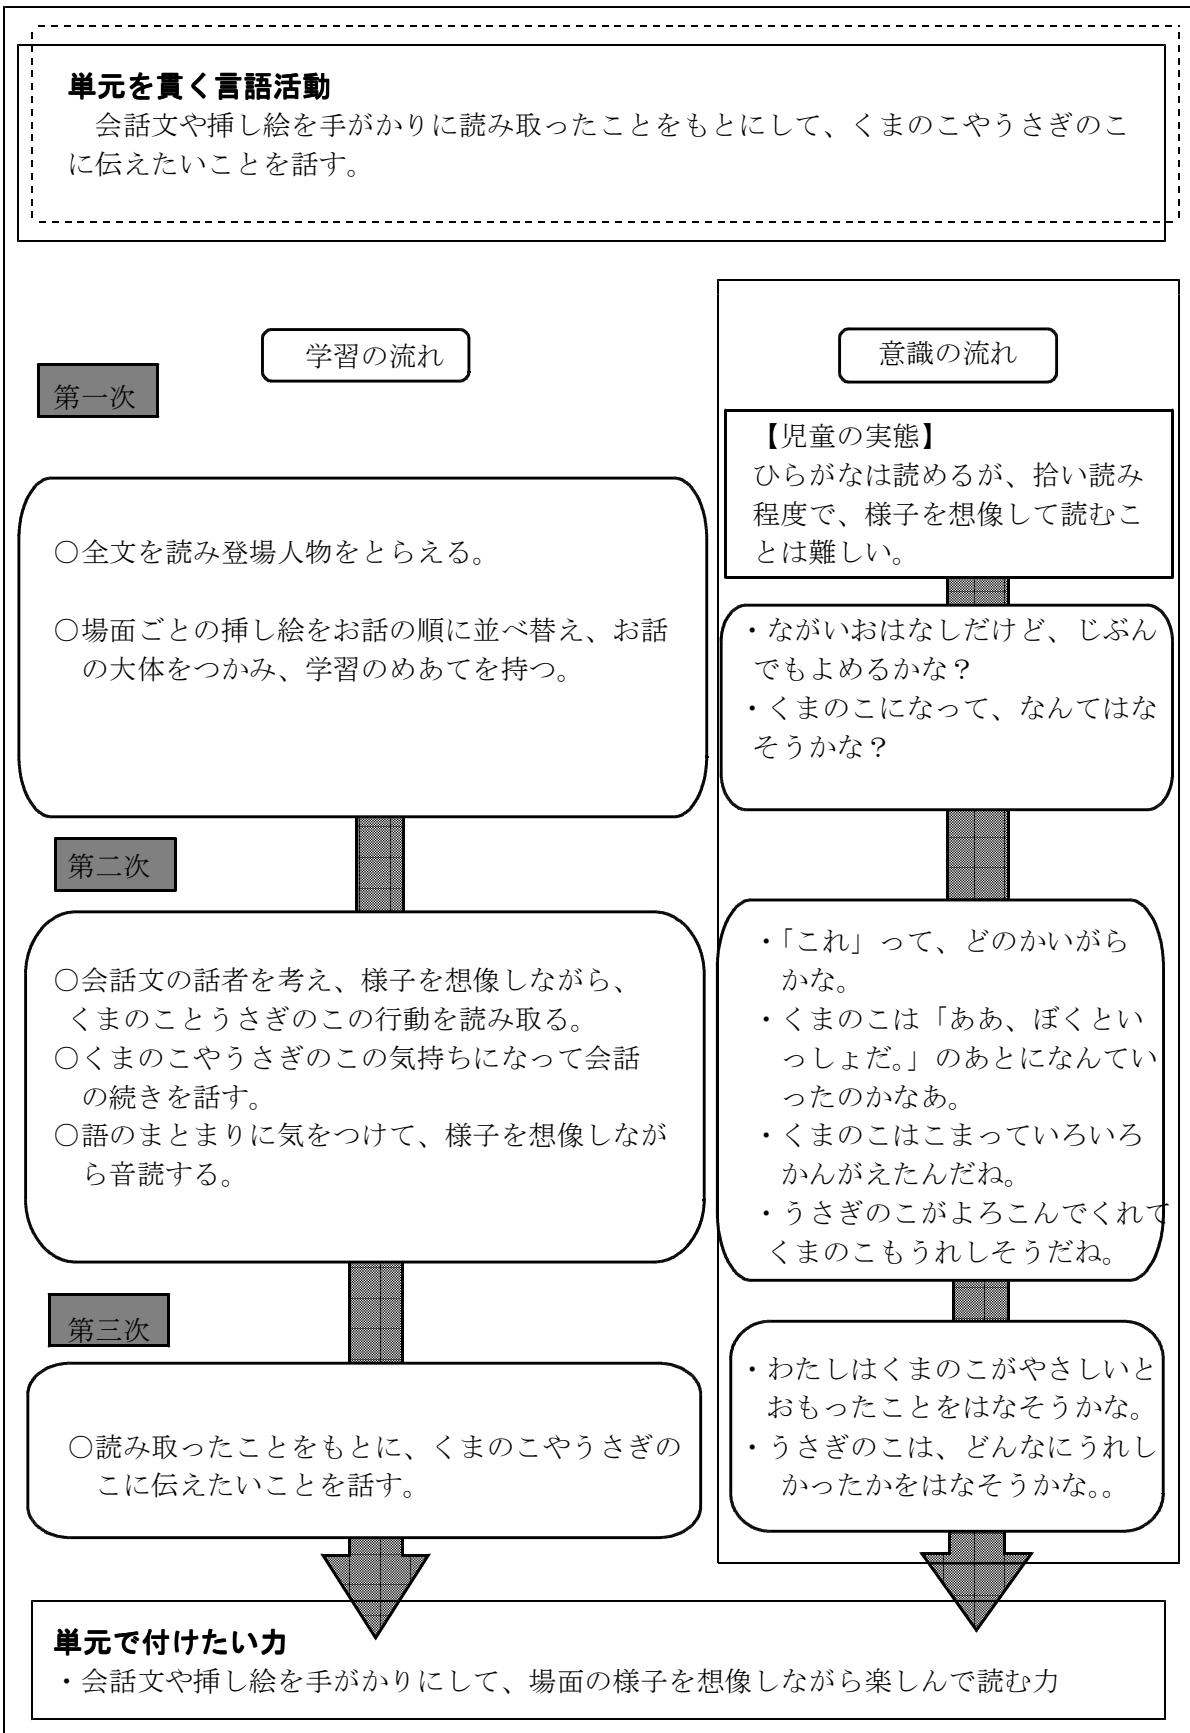 単元を貫く言語活動
会話文や挿し絵を手がかりに読み取ったことをもとにして、くまのこやうさぎのこ
に伝えたいことを話す。
学習の流れ
第一次
○全文を読み登場人物をとらえる。
○場面ごとの挿し絵をお話の順に並べ替え、お話
の大体をつかみ、学習のめあてを持つ。
第二次
○会話文の話者を考え、様子を想像しながら、
くまのことうさぎのこの行動を読み取る。
○くまのこやうさぎのこの気持ちになって会話
の続きを話す。
○語のまとまりに気をつけて、様子を想像しなが
ら音読する。
第三次
○読み取ったことをもとに、くまのこやうさぎの
こに伝えたいことを話す。
意識の流れ
【児童の実態】
ひらがなは読めるが、拾い読み
程度で、様子を想像して読むこ
とは難しい。
・ながいおはなしだけど、じぶん
でもよめるかな？
・くまのこになって、なんてはな
そうかな？
・「これ」って、どのかいがら
かな。
・くまのこは「ああ、ぼくとい
っしょだ。」のあとになんてい
ったのかなあ。
・くまのこはこまっていろいろ
かんがえたんだね。
・うさぎのこがよろこんでくれて
くまのこもうれしそうだね。
・わたしはくまのこがやさしいと
おもったことをはなそうかな。
・うさぎのこは、どんなにうれし
かったかをはなそうかな。。
単元で付けたい力
・会話文や挿し絵を手がかりにして、場面の様子を想像しながら楽しんで読む力